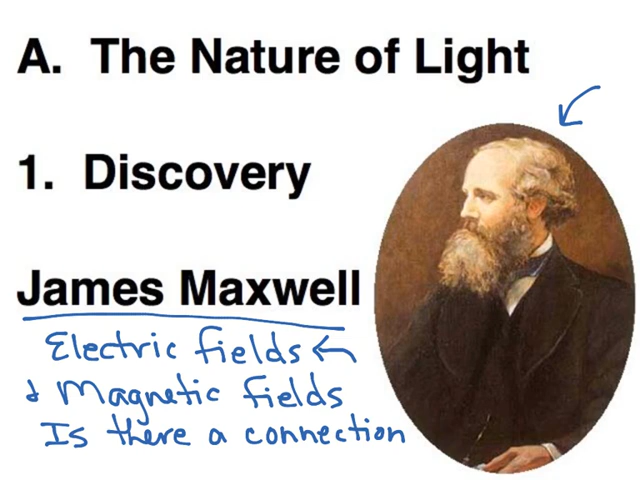 A. The Nature of Light
1. Discovery
James Maxwell
Electric fields
& Magnetic fields
Is there a connection